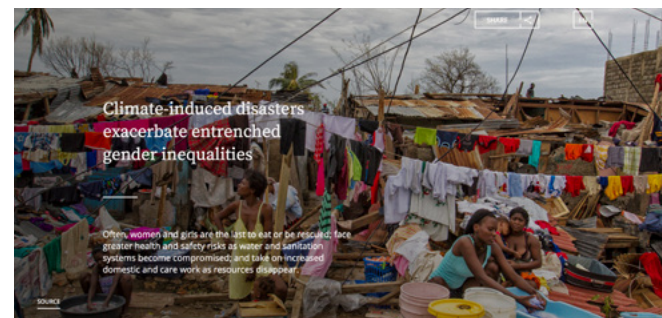 SHARE
Climate-induced disasters
exacerbate entrenched
gender inequalities
Often, women and girls are the last to eat or be rescued; face
greater health and safety risks as water and sanitation
systems become compromised; and take on increased
domestic and care work as resources disappear.
SOURCE